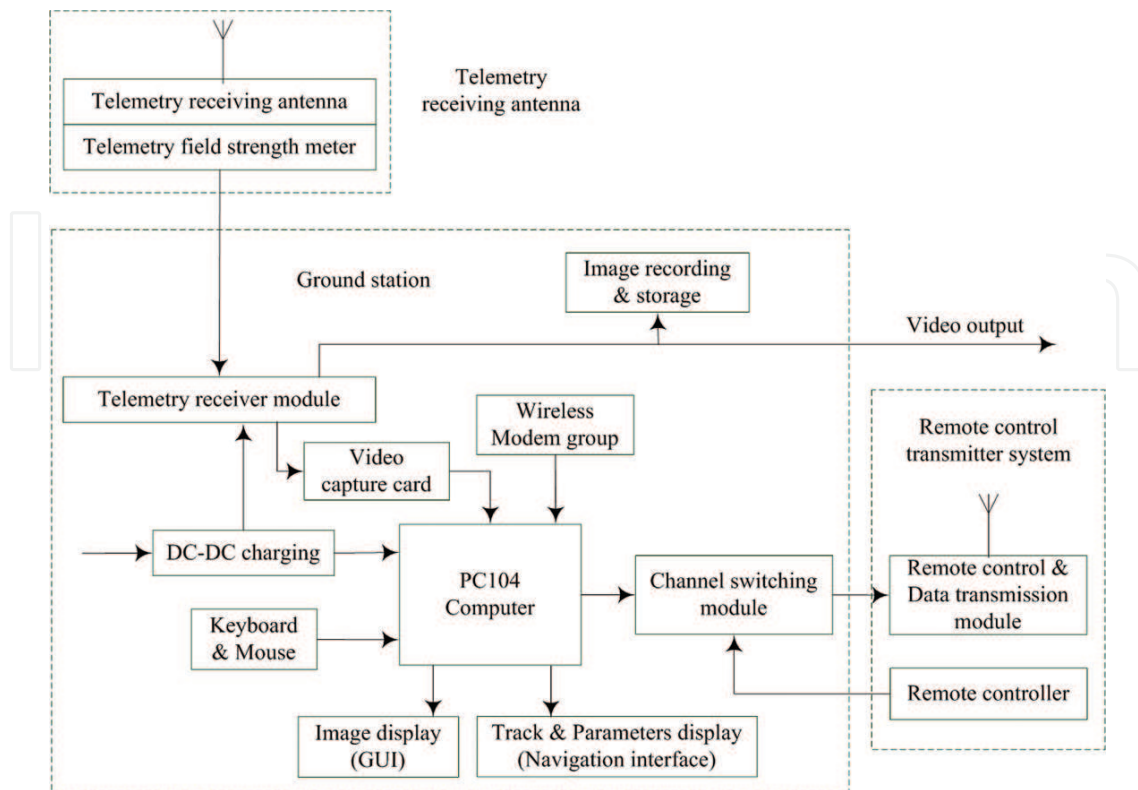 Telemetry receiving antenna
Telemetry field strength meter
Telemetry
receiving antenna
Ground station
Image recording
& storage
Video output
Telemetry receiver module
Wireless
Modem group
Video
capture card
Remote control
transmitter system
DC-DC charging
PC104
Computer
Channel switching
module
Remote control &
Data transmission
module
Keyboard
& Mouse
Remote controller
Image display
(GUI)
Track & Parameters display
(Navigation interface)